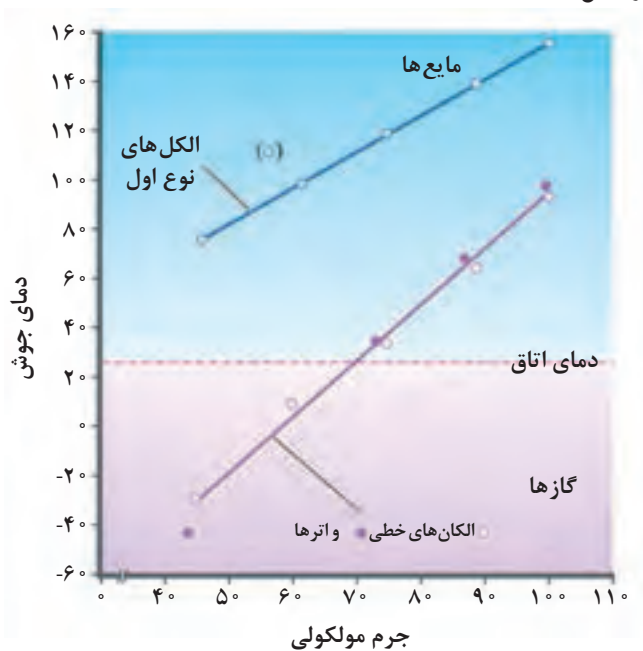 ۱۶۰
۱۴۰
۱۲۰
۱۰۰
۸۰
۶۰
۴۰
۲۰
۰
-۲۰
-۴۰
-۶۰
دمای جوش
مایع‌ها
(○)
الکل‌های
نوع اول
دمای اتاق
گازها
الکان‌های خطی
و اترها
۰ ۴۰ ۵۰ ۶۰ ۷۰ ۸۰ ۹۰ ۱۰۰ ۱۱۰
جرم مولکولی